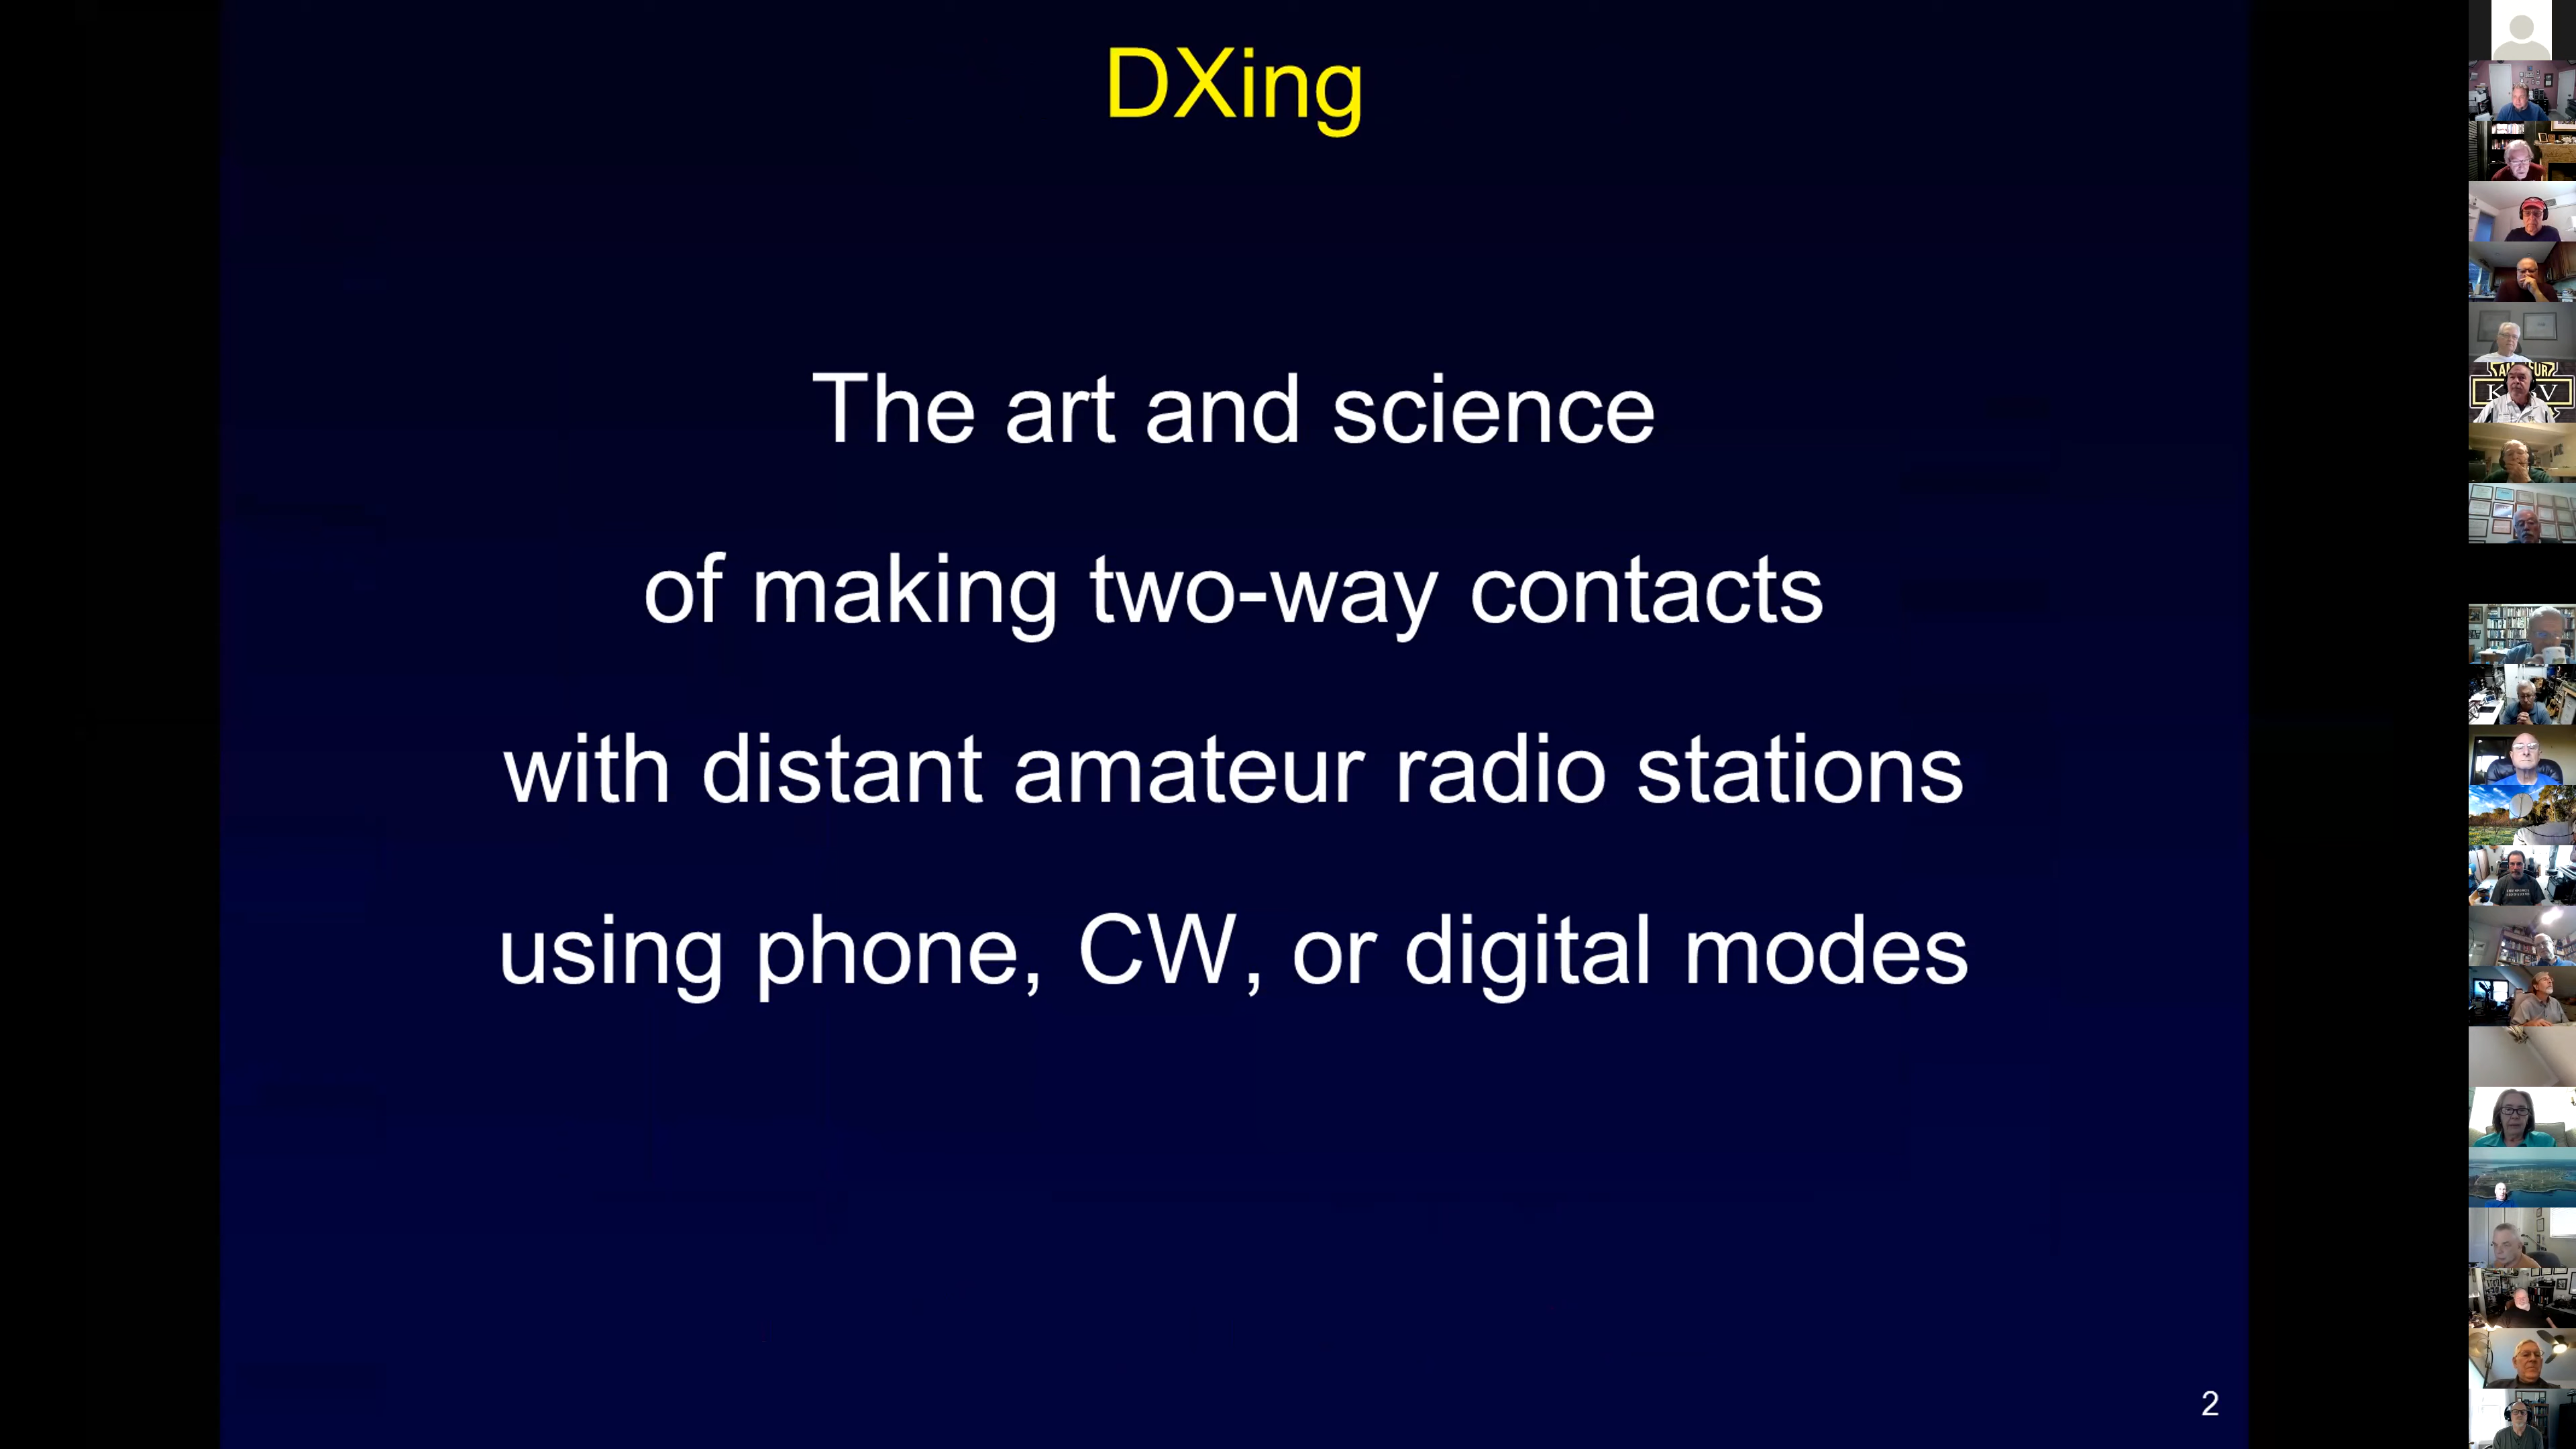 DXing
The art and science
of making two-way contacts
with distant amateur radio stations
using phone, CW, or digital modes
2